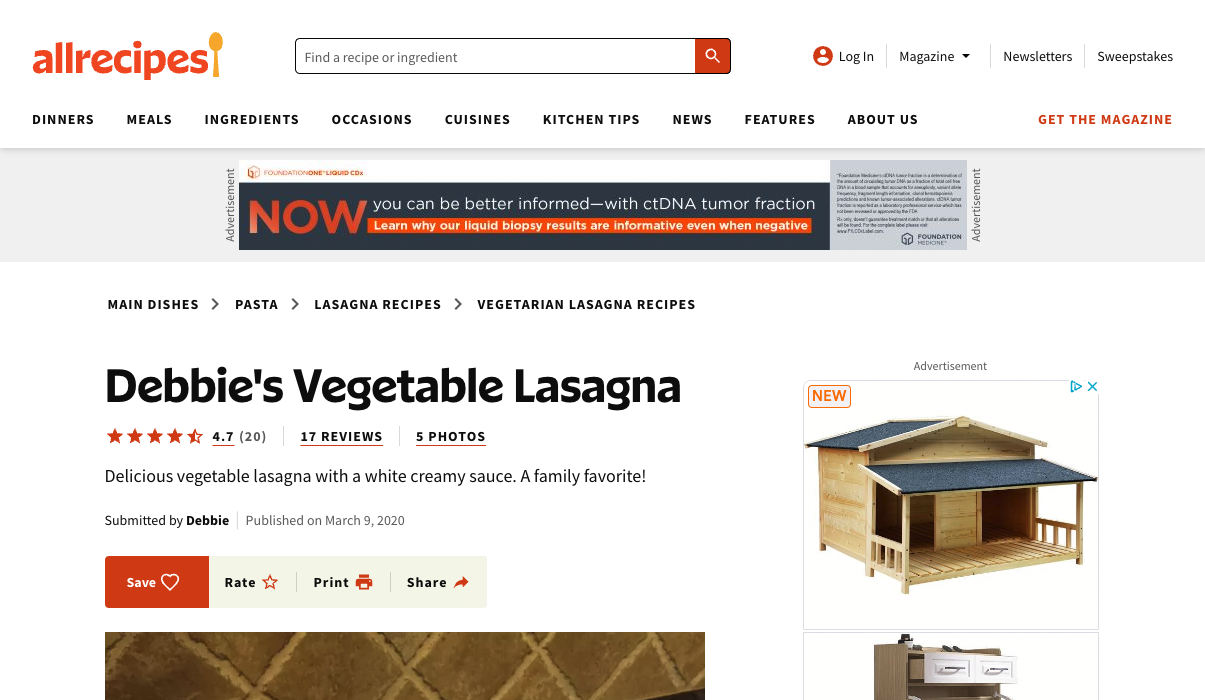 allrecipes
Find a recipe or ingredient
Log In
Magazine
Newsletters
Sweepstakes
DINNERS
MEALS
INGREDIENTS
OCCASIONS
CUISINES
KITCHEN TIPS
NEWS
FEATURES
ABOUT US
GET THE MAGAZINE
Advertisement
FOUNDATIONONE®LIQUID CDx
NOW you can be better informed—with ctDNA tumor fraction
Learn why our liquid biopsy results are informative even when negative
FOUNDATION
MEDICINE®
Advertisement
MAIN DISHES
PASTA
LASAGNA RECIPES
VEGETARIAN LASAGNA RECIPES
Debbie's Vegetable Lasagna
4.7 (20)
17 REVIEWS
5 PHOTOS
Delicious vegetable lasagna with a white creamy sauce. A family favorite!
Submitted by Debbie
Published on March 9, 2020
Save
Rate
Print
Share
Advertisement
NEW